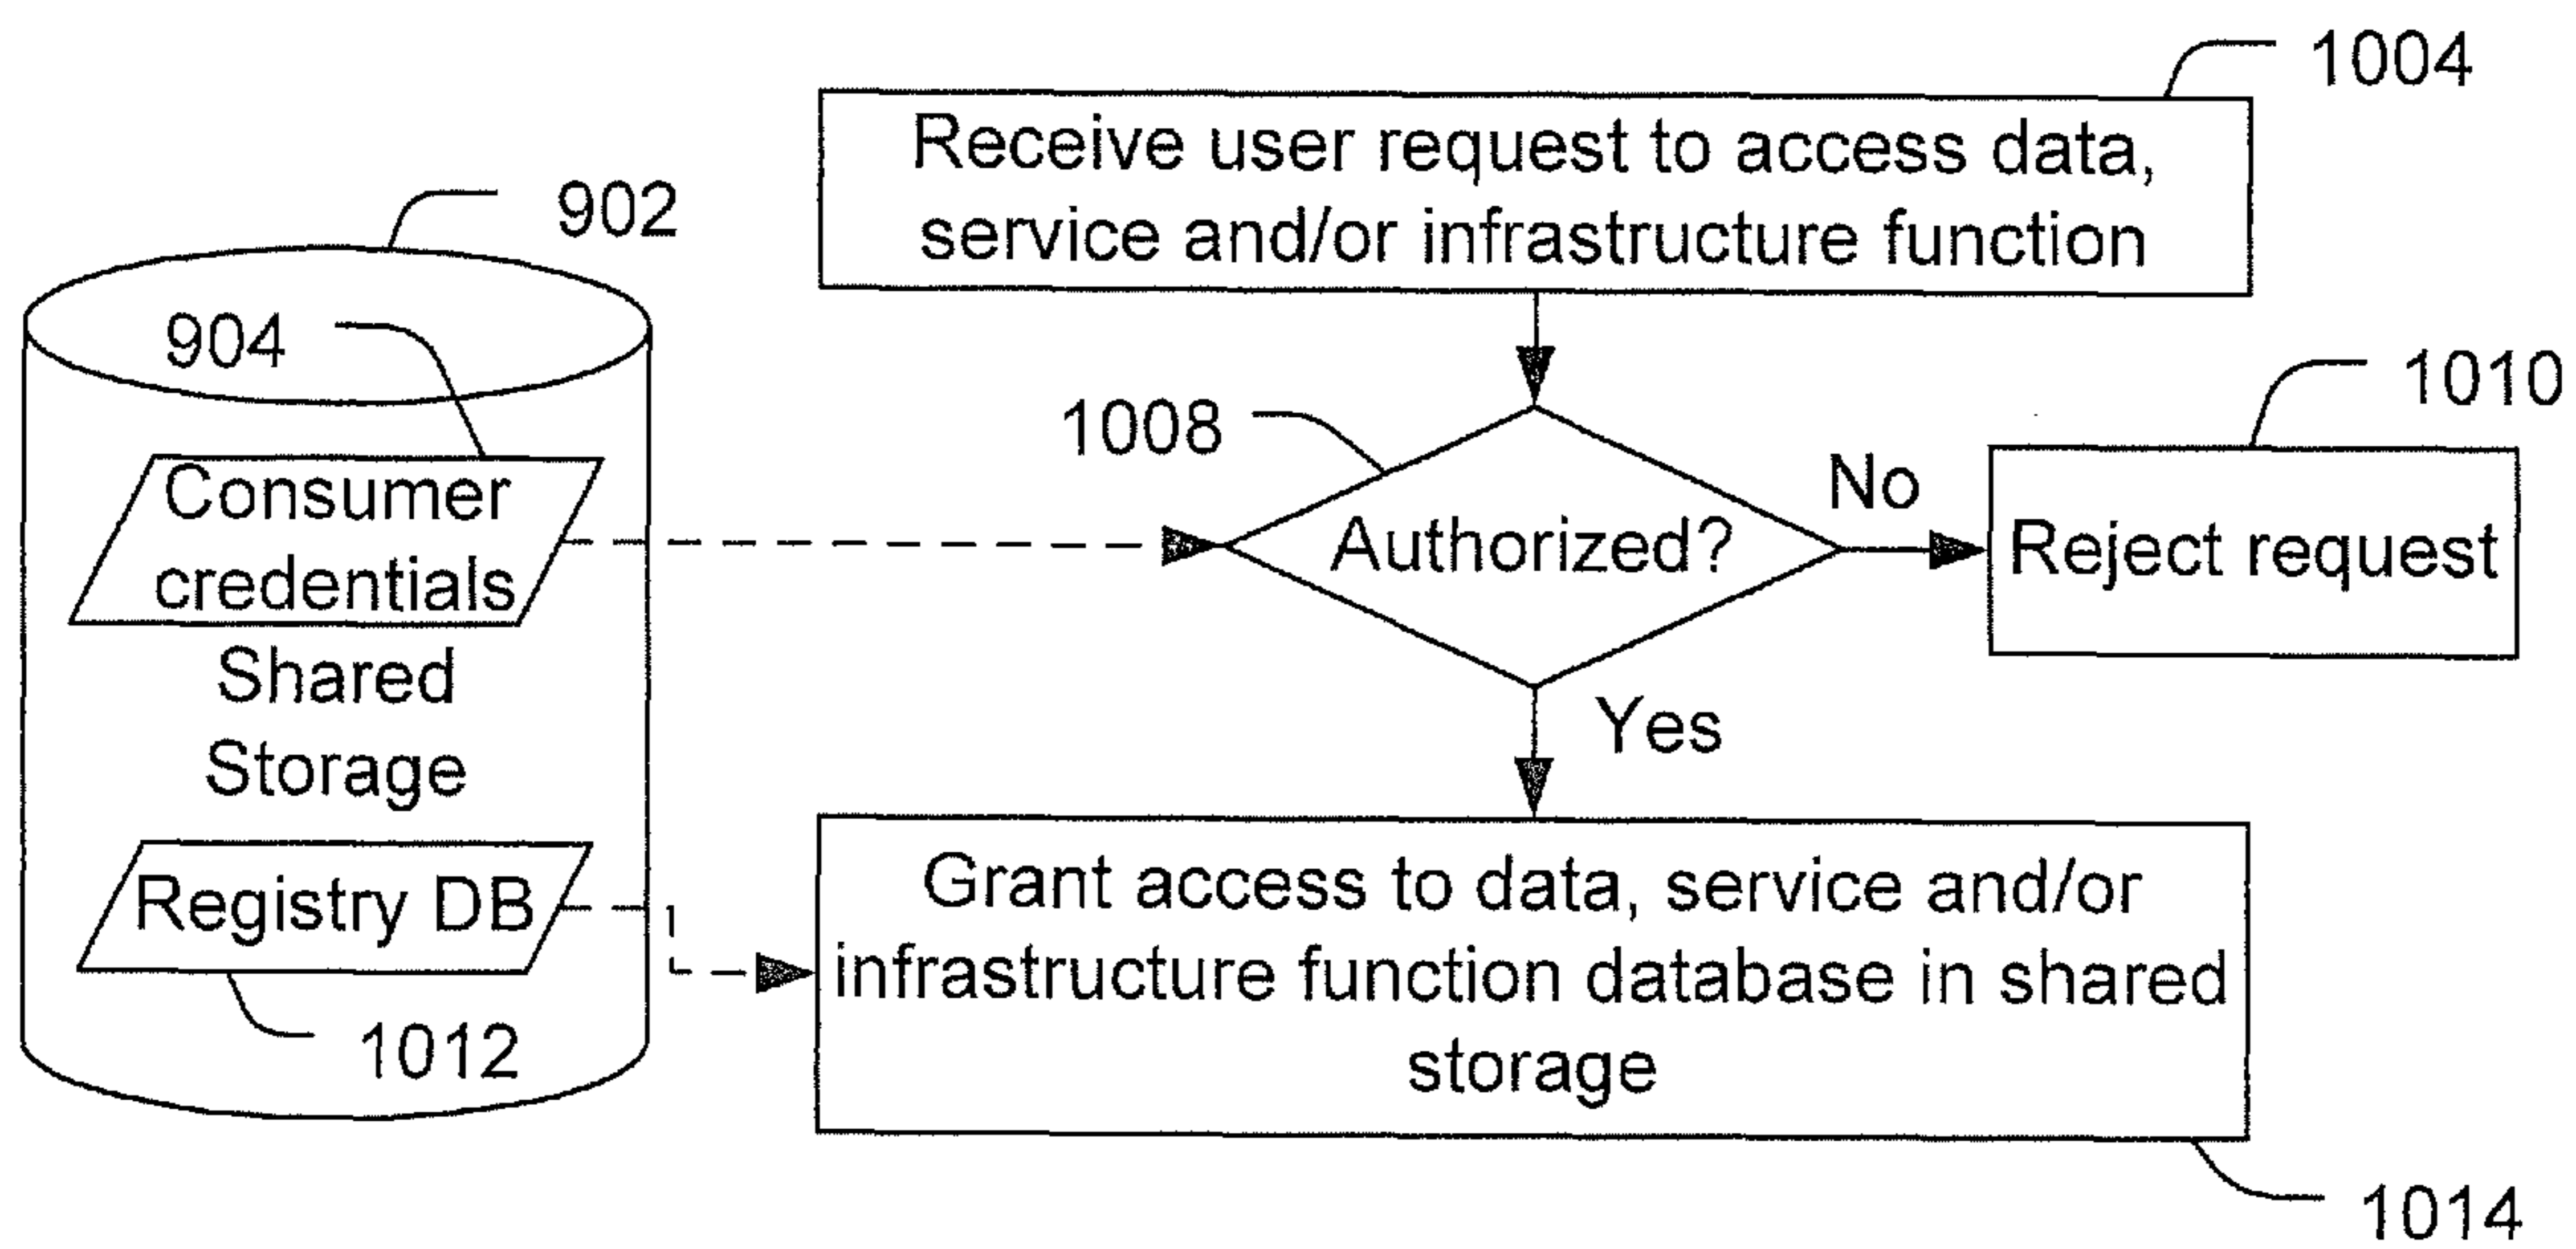 1004
Receive user request to access data,
service and/or infrastructure function
902
904
Consumer
credentials
Shared
Storage
Registry DB
1012
1008
Authorized?
No
1010
Reject request
Yes
Grant access to data, service and/or
infrastructure function database in shared
storage
1014